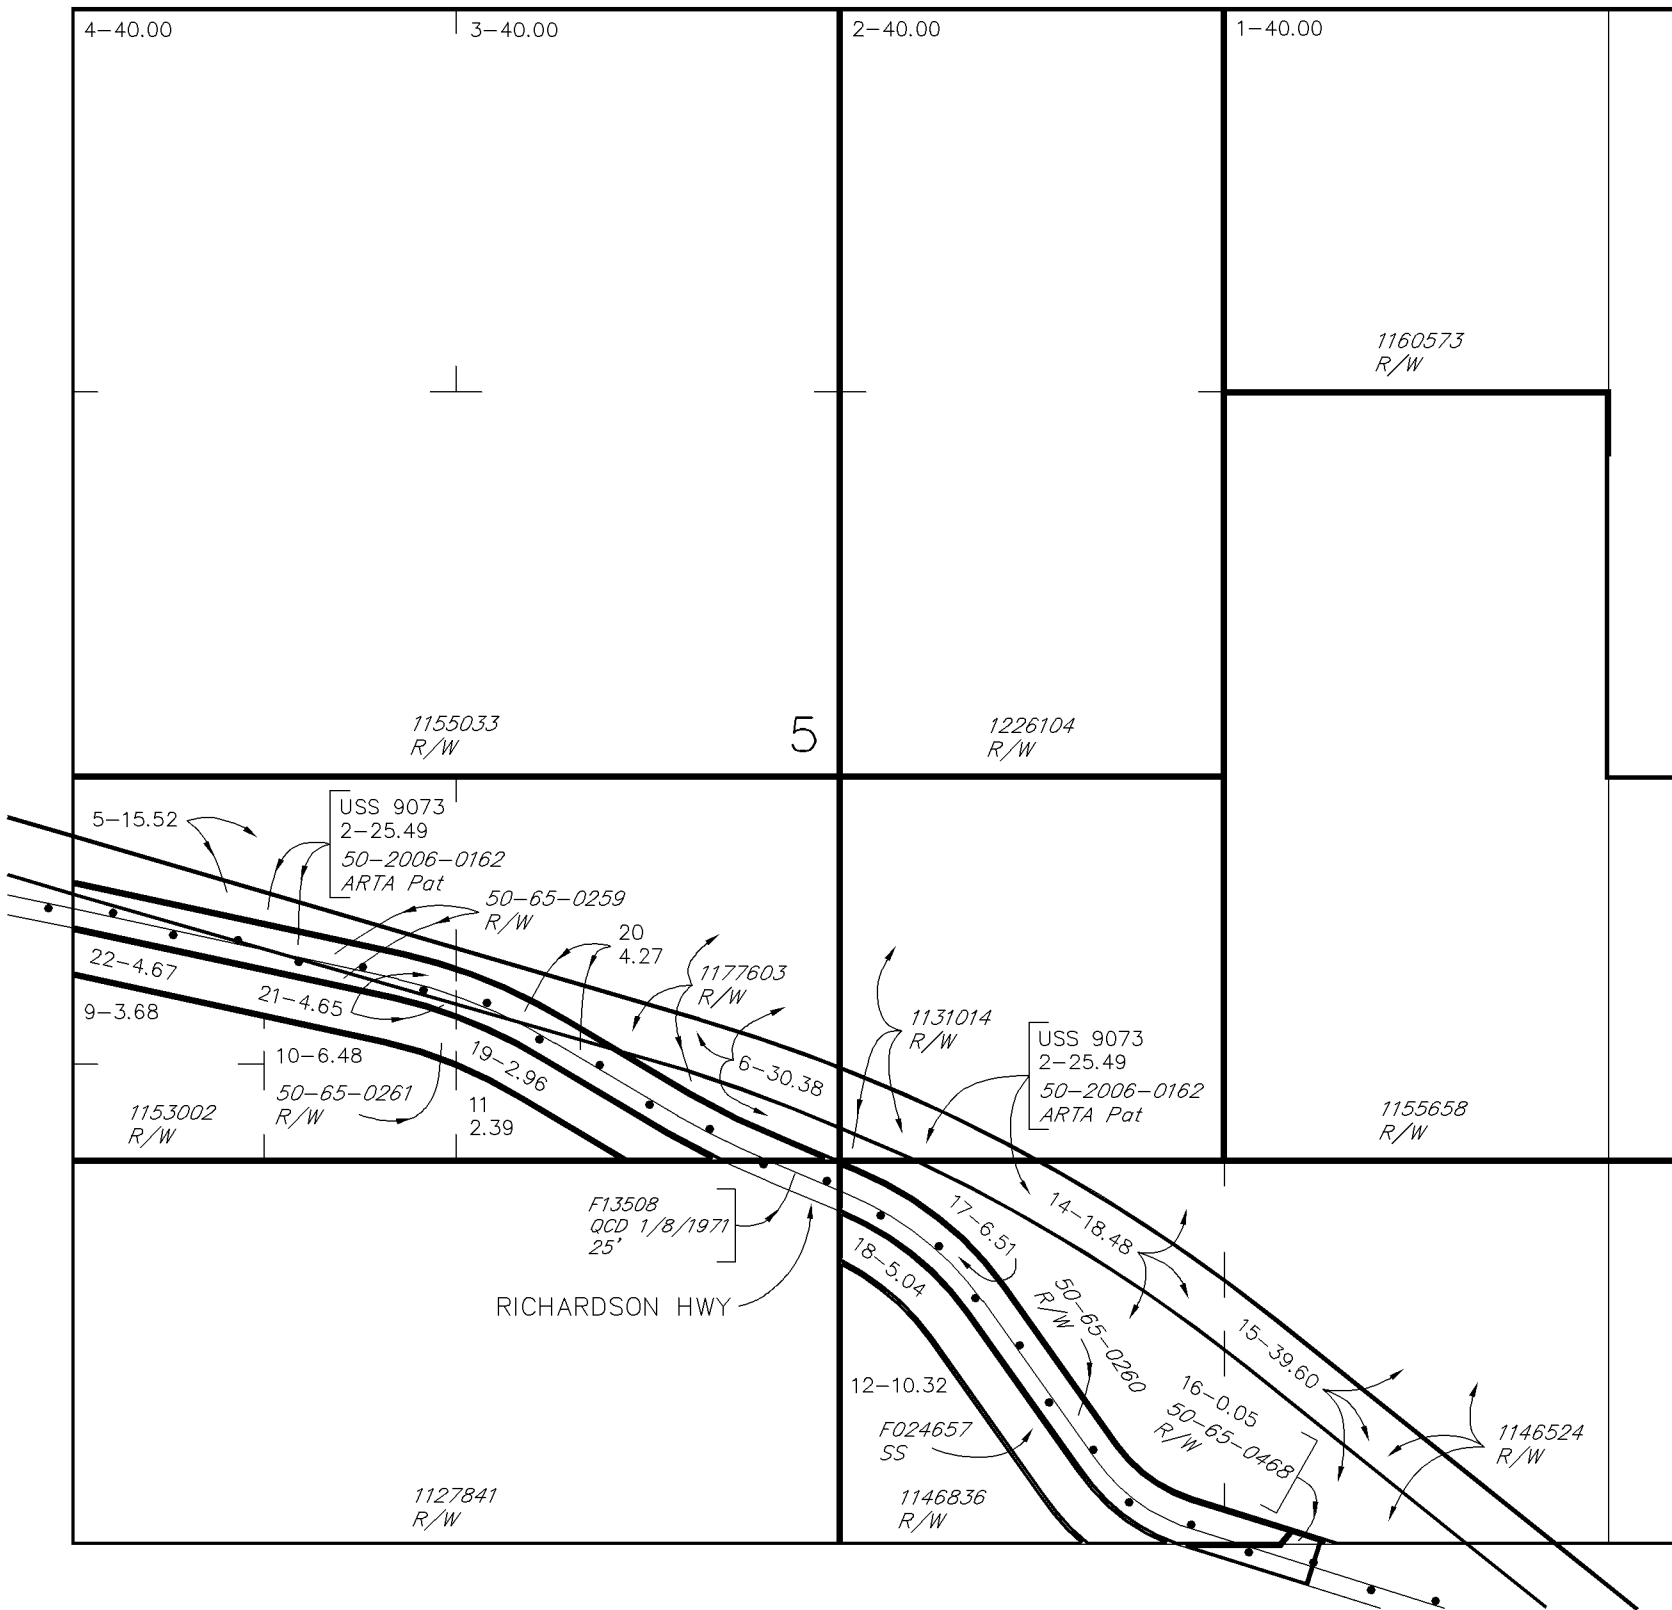 4-40.00
3-40.00
2-40.00
1-40.00
1160573
R/W
1155033
R/W
5
1226104
R/W
5-15.52
USS 9073
2-25.49
50-2006-0162
ARTA Pat
50-65-0259
R/W
20
4.27
1177603
R/W
22-4.67
21-4.65
9-3.68
10-6.48
19-2.96
6-30.38
1131014
R/W
USS 9073
2-25.49
50-2006-0162
ARTA Pat
50-65-0261
R/W
11
2.39
1153002
R/W
1155658
R/W
F13508
QCD 1/8/1971
25'
RICHARDSON HWY
17-6.51
14-18.48
18-5.04
50-65-0260
R/W
15-39.60
12-10.32
16-0.05
50-65-0468
R/W
F024657
SS
1146524
R/W
1127841
R/W
1146836
R/W